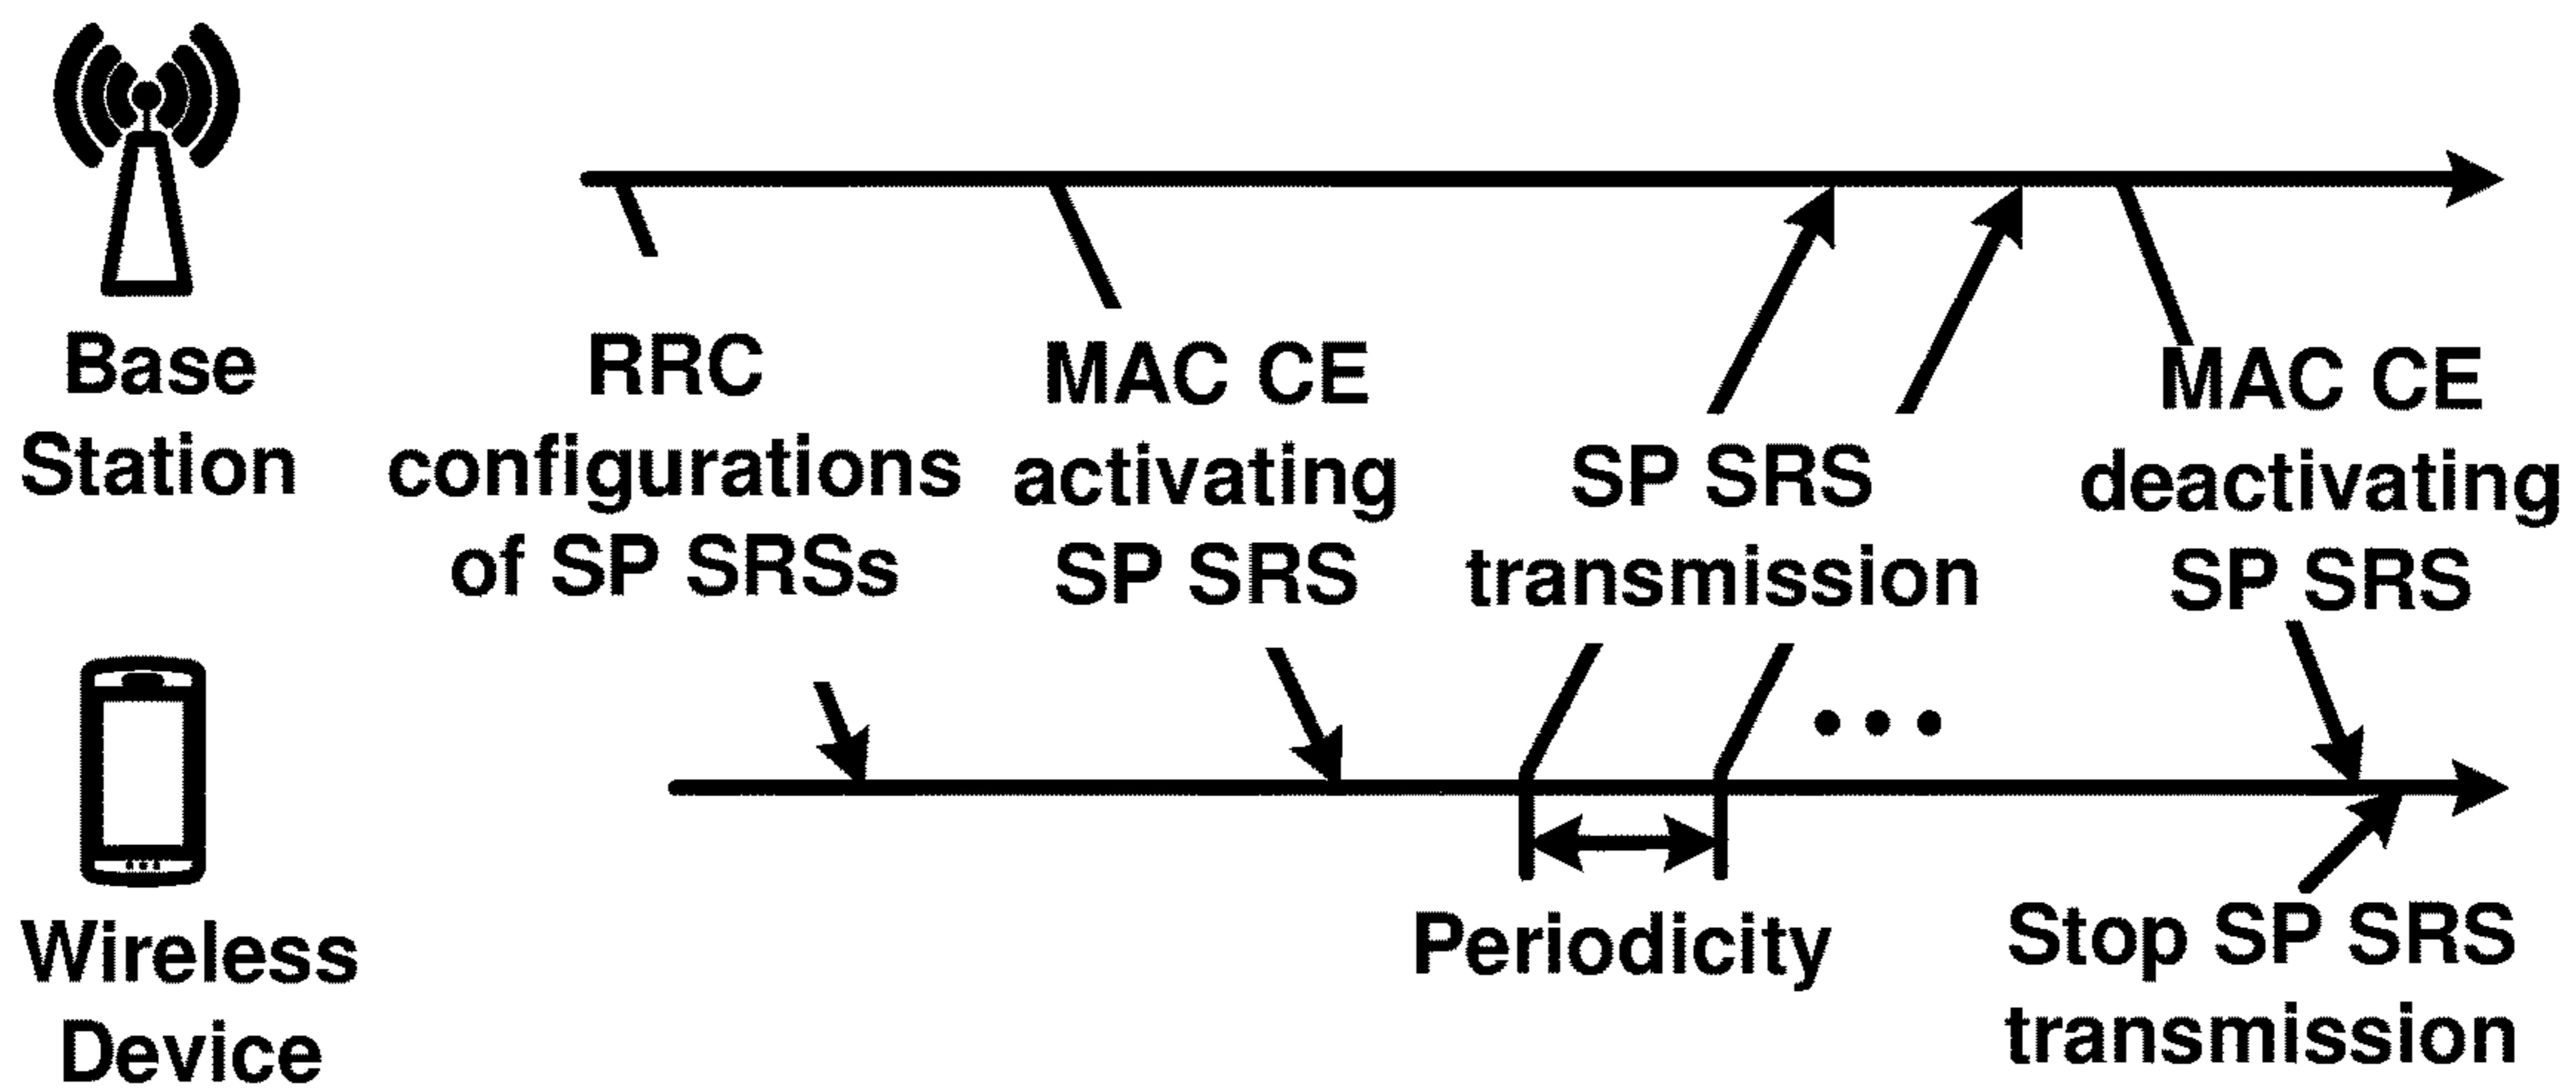 Base
Station
RRC
configurations
of SP SRSs
MAC CE
activating
SP SRS
SP SRS
transmission
MAC CE
deactivating
SP SRS
Wireless
Device
Periodicity
Stop SP SRS
transmission